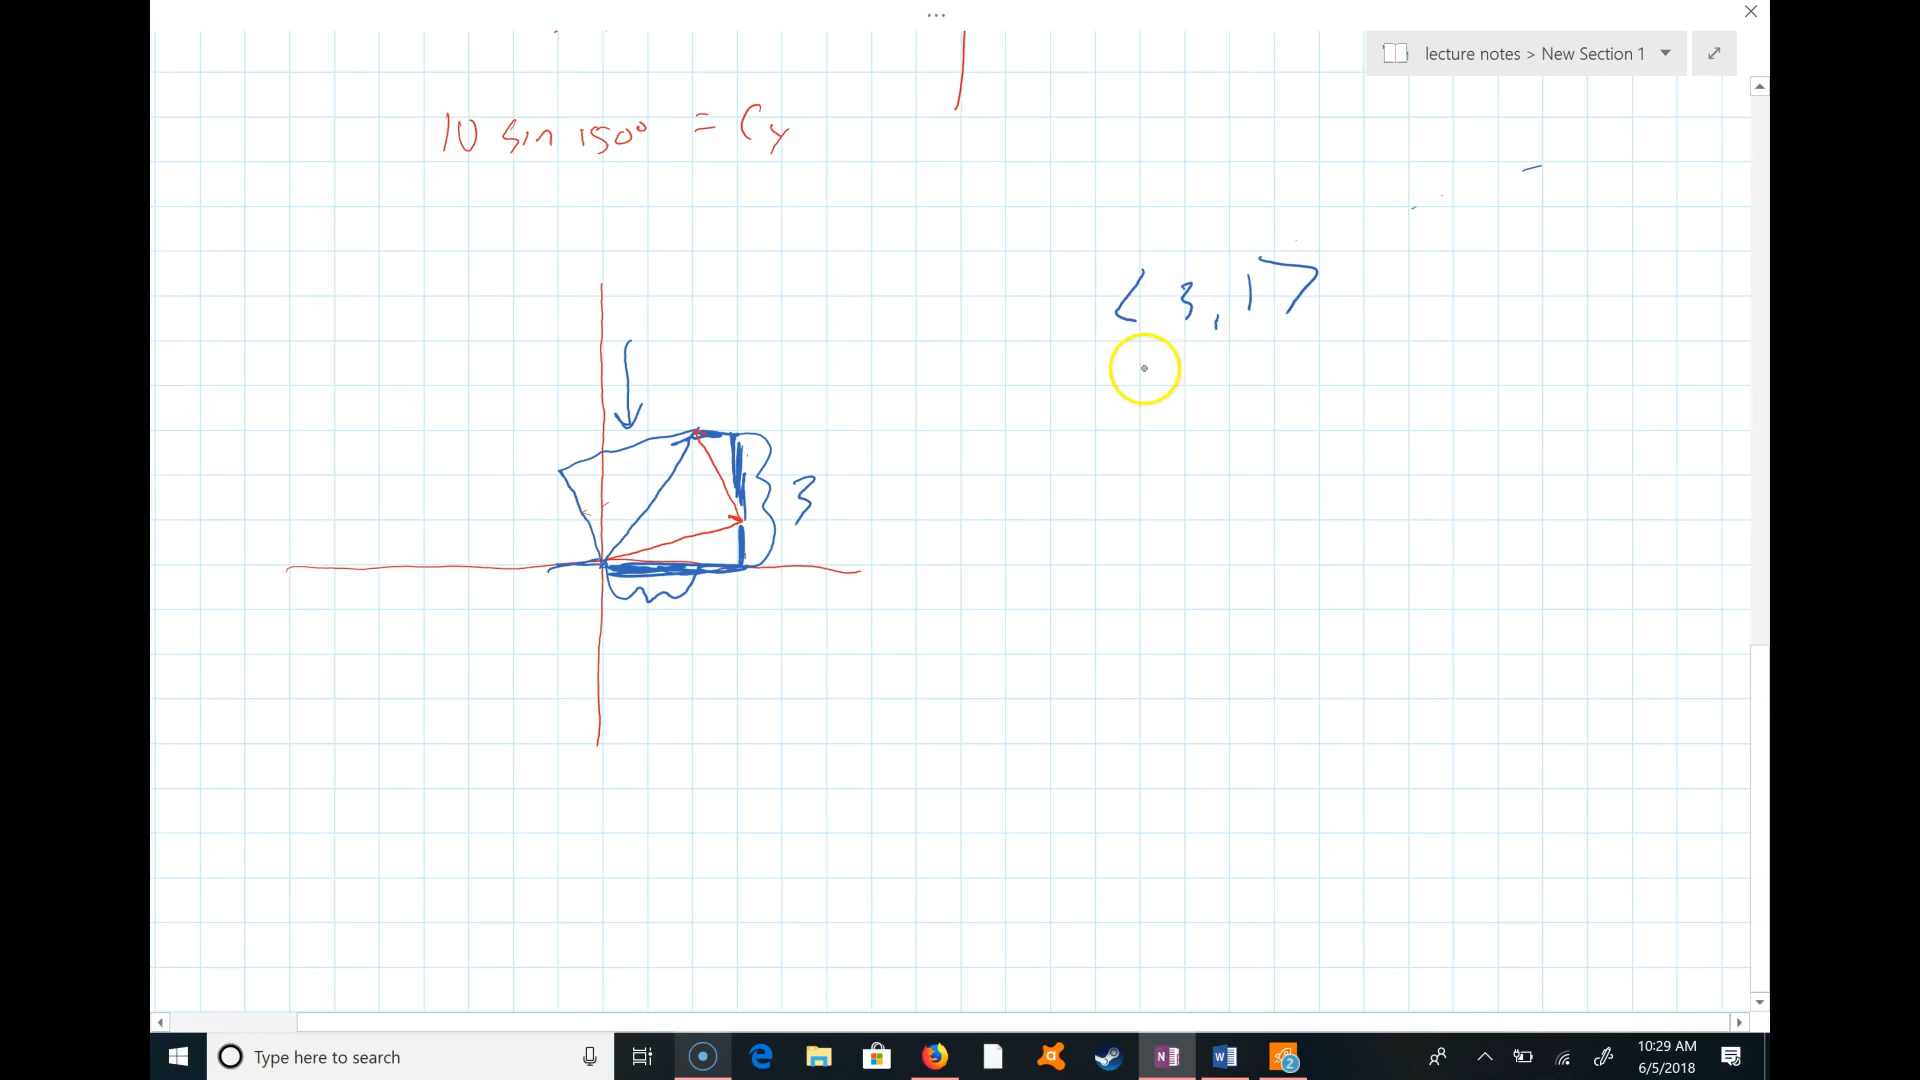 ...
lecture notes > New Section 1
10 sin 150° = Cy
< 3, 1 >
3
Type here to search
N
W
2
10:29 AM
6/5/2018